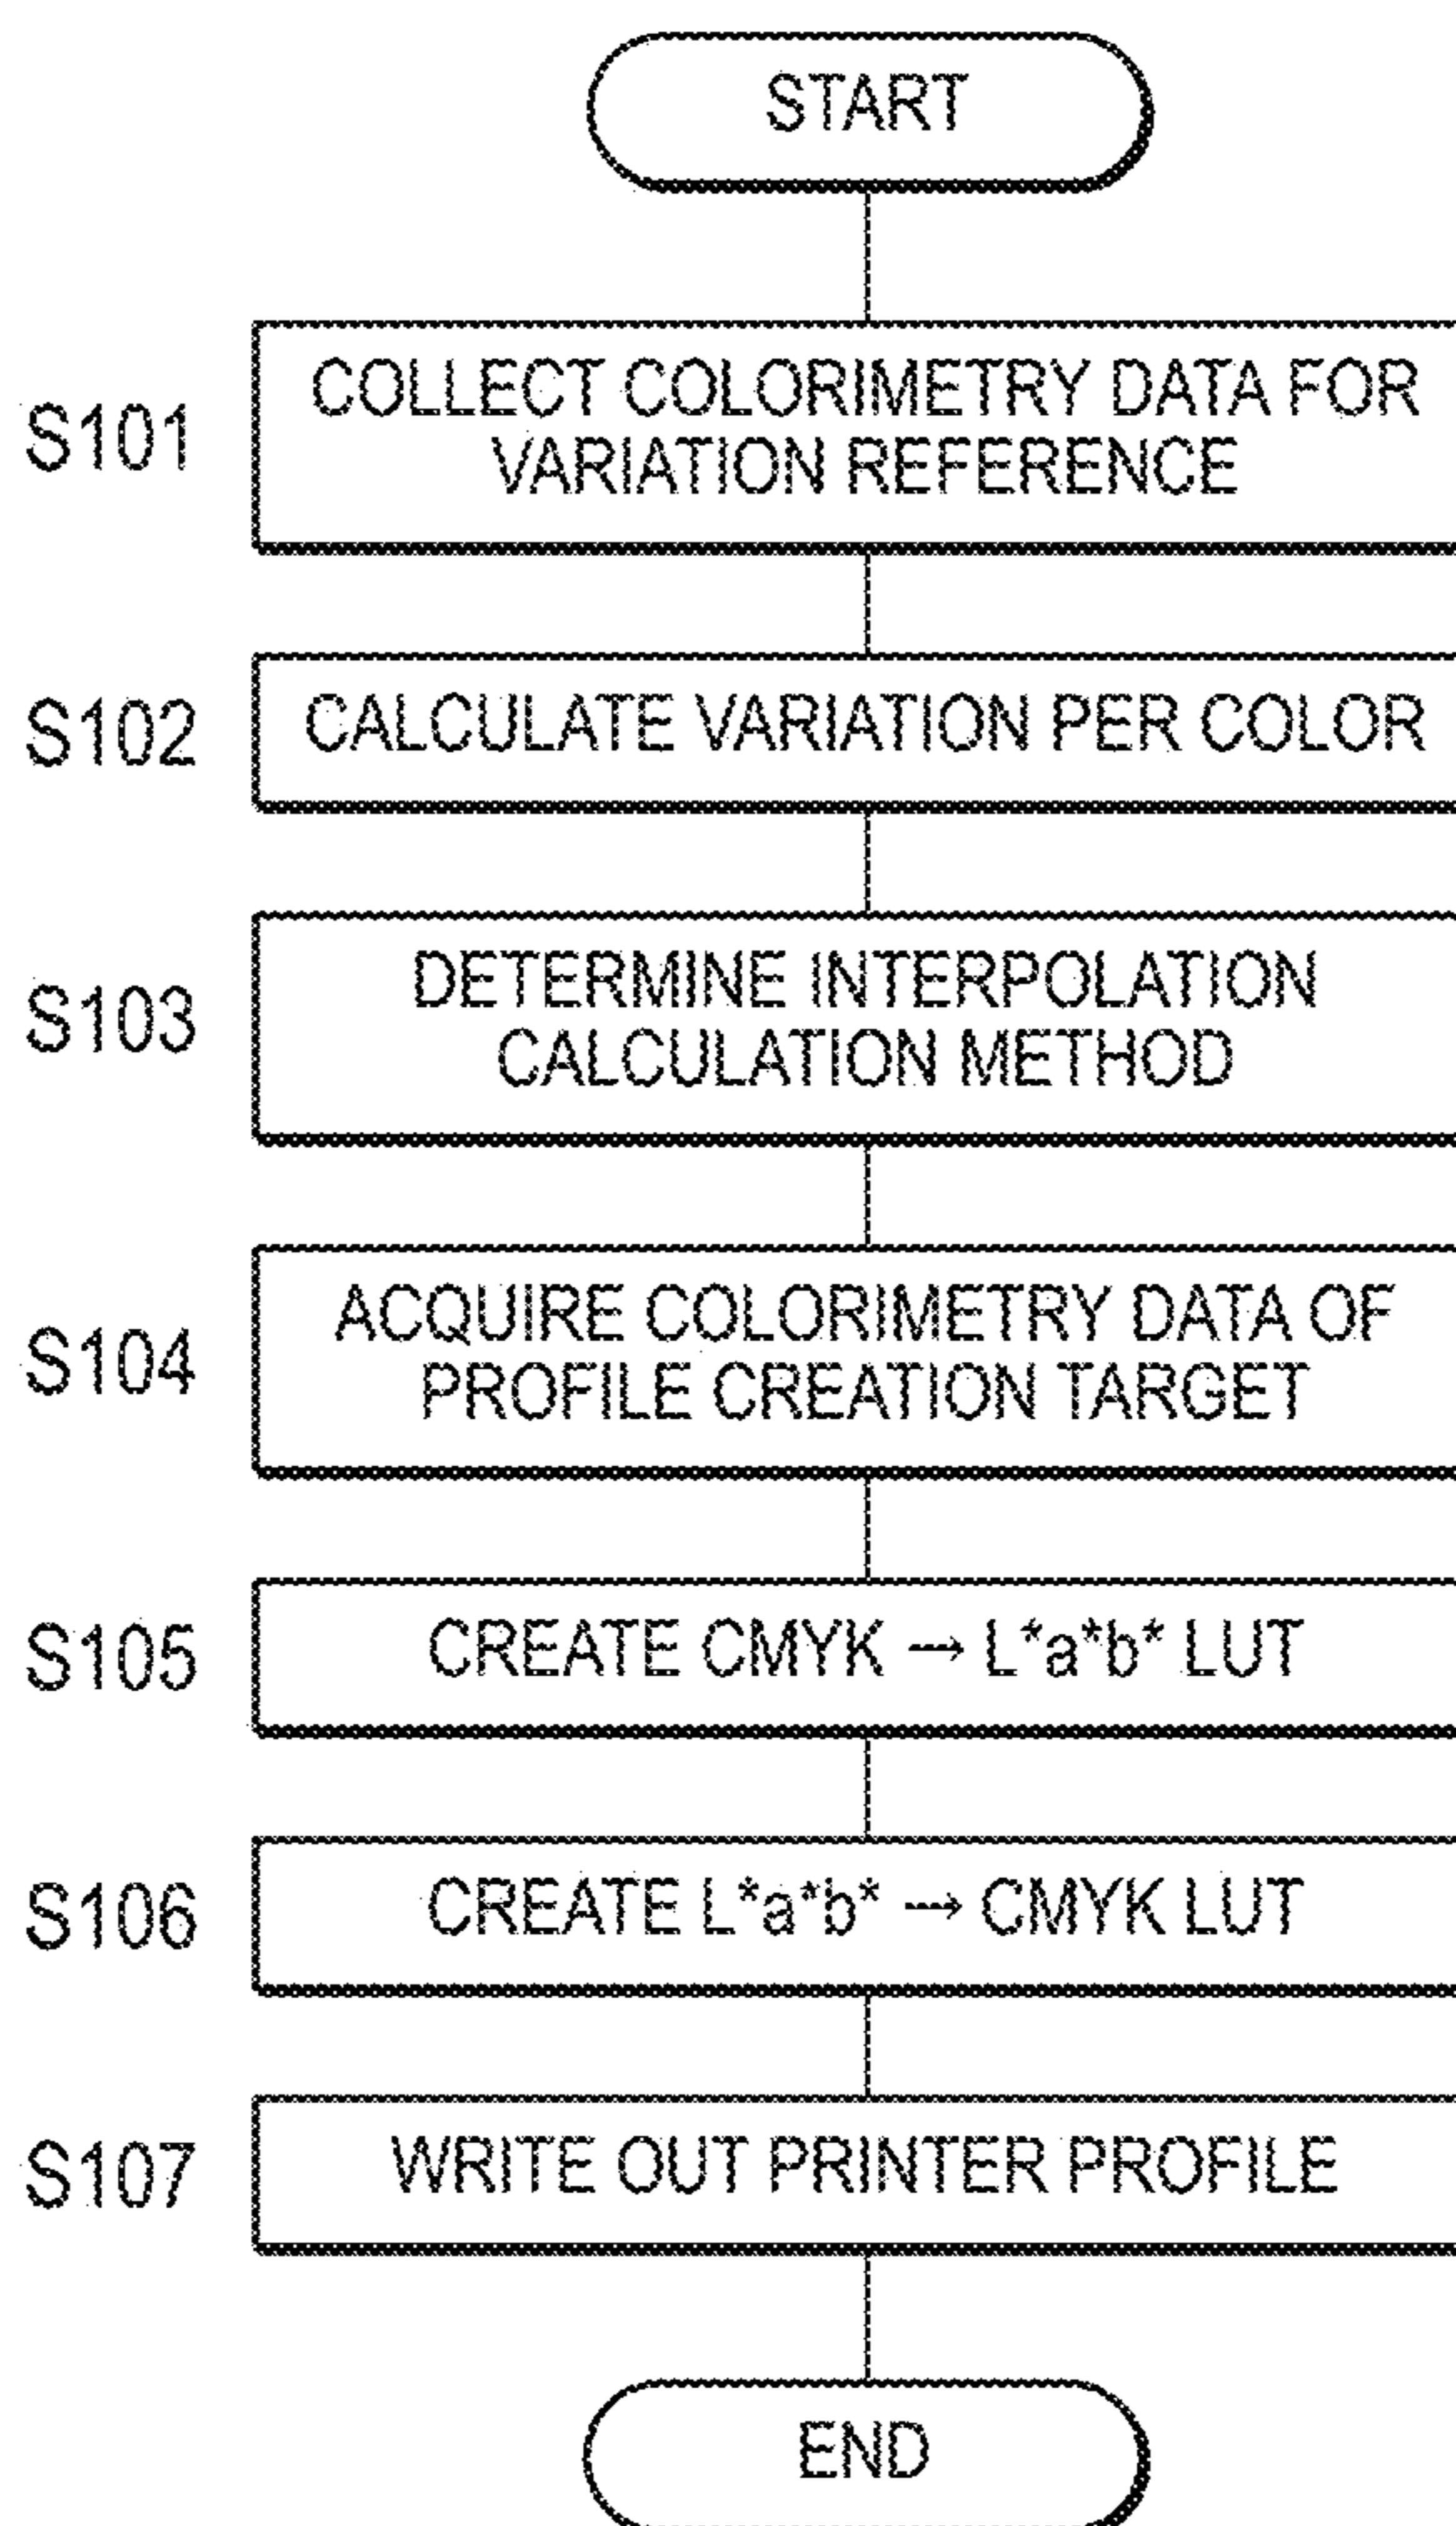 START
S101
COLLECT COLORIMETRY DATA FOR
VARIATION REFERENCE
S102
CALCULATE VARIATION PER COLOR
S103
DETERMINE INTERPOLATION
CALCULATION METHOD
S104
ACQUIRE COLORIMETRY DATA OF
PROFILE CREATION TARGET
S105
CREATE CMYK → L*a*b* LUT
S106
CREATE L*a*b* → CMYK LUT
S107
WRITE OUT PRINTER PROFILE
END